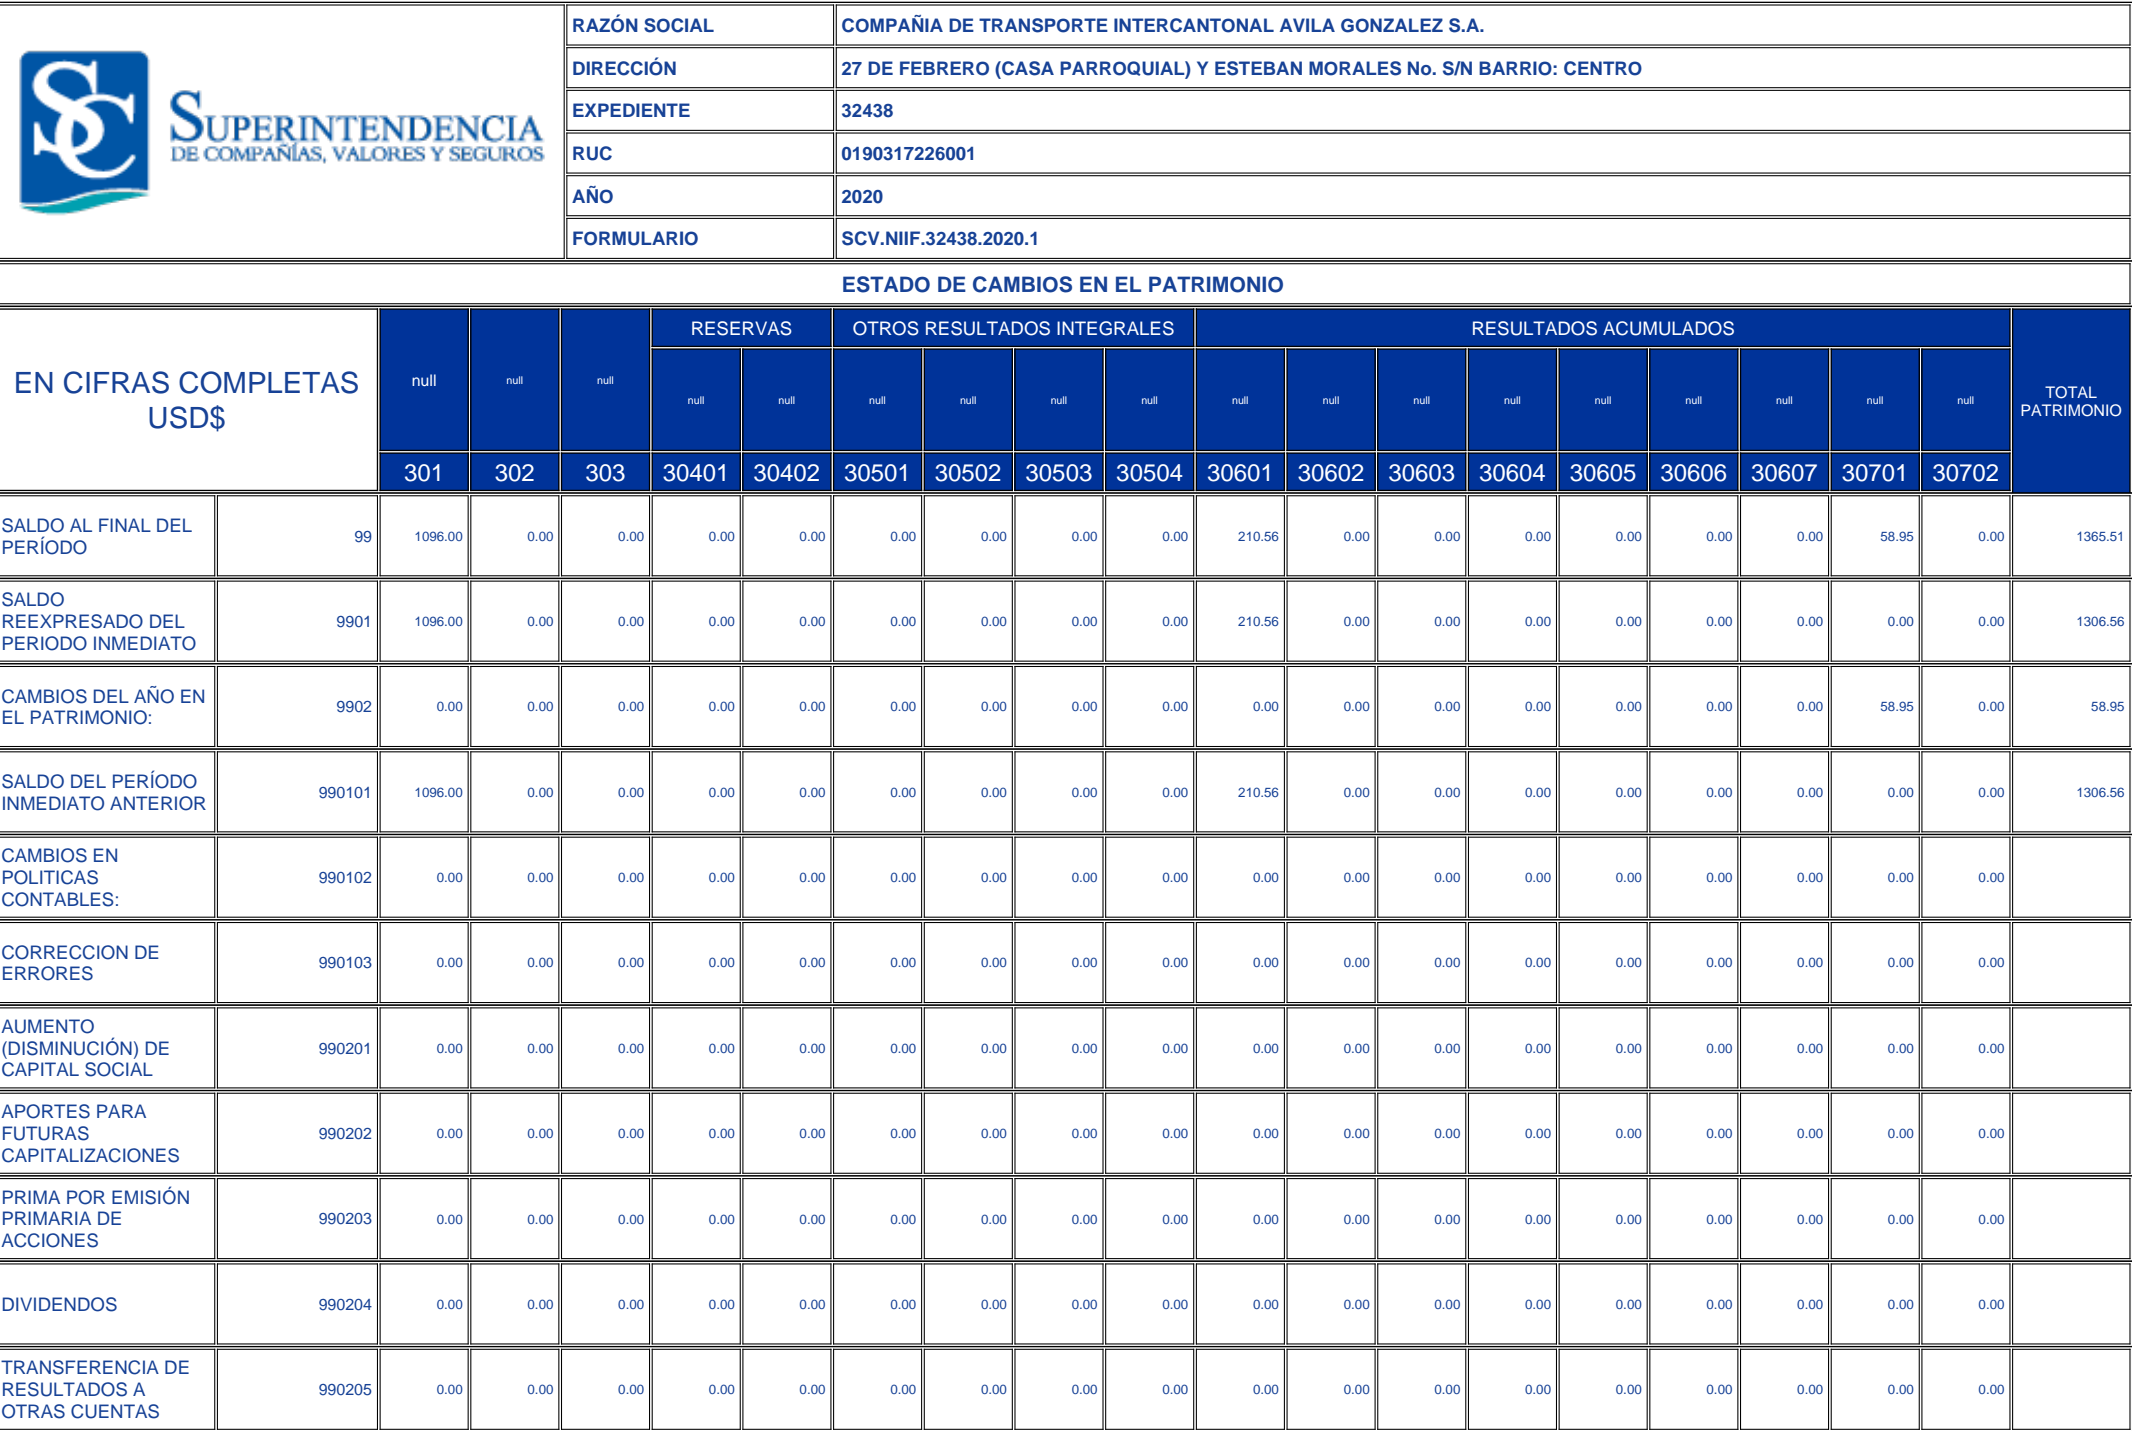 SC
SUPERINTENDENCIA
DE COMPAÑÍAS, VALORES Y SEGUROS
RAZÓN SOCIAL COMPAÑIA DE TRANSPORTE INTERCANTONAL AVILA GONZALEZ S.A.
DIRECCIÓN 27 DE FEBRERO (CASA PARROQUIAL) Y ESTEBAN MORALES No. S/N BARRIO: CENTRO
EXPEDIENTE 32438
RUC 0190317226001
AÑO 2020
FORMULARIO SCV.NIIF.32438.2020.1
ESTADO DE CAMBIOS EN EL PATRIMONIO
EN CIFRAS COMPLETAS
USD$
RESERVAS OTROS RESULTADOS INTEGRALES RESULTADOS ACUMULADOS
null null null null null null null null null null null null null null null null null null
TOTAL
PATRIMONIO
301 302 303 30401 30402 30501 30502 30503 30504 30601 30602 30603 30604 30605 30606 30607 30701 30702
SALDO AL FINAL DEL
PERÍODO
99 1096.00 0.00 0.00 0.00 0.00 0.00 0.00 0.00 0.00 210.56 0.00 0.00 0.00 0.00 0.00 0.00 58.95 0.00 1365.51
SALDO
REEXPRESADO DEL
PERIODO INMEDIATO
9901 1096.00 0.00 0.00 0.00 0.00 0.00 0.00 0.00 0.00 210.56 0.00 0.00 0.00 0.00 0.00 0.00 0.00 0.00 1306.56
CAMBIOS DEL AÑO EN
EL PATRIMONIO:
9902 0.00 0.00 0.00 0.00 0.00 0.00 0.00 0.00 0.00 0.00 0.00 0.00 0.00 0.00 0.00 0.00 58.95 0.00 58.95
SALDO DEL PERÍODO
INMEDIATO ANTERIOR
990101 1096.00 0.00 0.00 0.00 0.00 0.00 0.00 0.00 0.00 210.56 0.00 0.00 0.00 0.00 0.00 0.00 0.00 0.00 1306.56
CAMBIOS EN
POLITICAS
CONTABLES:
990102 0.00 0.00 0.00 0.00 0.00 0.00 0.00 0.00 0.00 0.00 0.00 0.00 0.00 0.00 0.00 0.00 0.00 0.00
CORRECCION DE
ERRORES
990103 0.00 0.00 0.00 0.00 0.00 0.00 0.00 0.00 0.00 0.00 0.00 0.00 0.00 0.00 0.00 0.00 0.00 0.00
AUMENTO
(DISMINUCIÓN) DE
CAPITAL SOCIAL
990201 0.00 0.00 0.00 0.00 0.00 0.00 0.00 0.00 0.00 0.00 0.00 0.00 0.00 0.00 0.00 0.00 0.00 0.00
APORTES PARA
FUTURAS
CAPITALIZACIONES
990202 0.00 0.00 0.00 0.00 0.00 0.00 0.00 0.00 0.00 0.00 0.00 0.00 0.00 0.00 0.00 0.00 0.00 0.00
PRIMA POR EMISIÓN
PRIMARIA DE
ACCIONES
990203 0.00 0.00 0.00 0.00 0.00 0.00 0.00 0.00 0.00 0.00 0.00 0.00 0.00 0.00 0.00 0.00 0.00 0.00
DIVIDENDOS
990204 0.00 0.00 0.00 0.00 0.00 0.00 0.00 0.00 0.00 0.00 0.00 0.00 0.00 0.00 0.00 0.00 0.00 0.00
TRANSFERENCIA DE
RESULTADOS A
OTRAS CUENTAS
990205 0.00 0.00 0.00 0.00 0.00 0.00 0.00 0.00 0.00 0.00 0.00 0.00 0.00 0.00 0.00 0.00 0.00 0.00